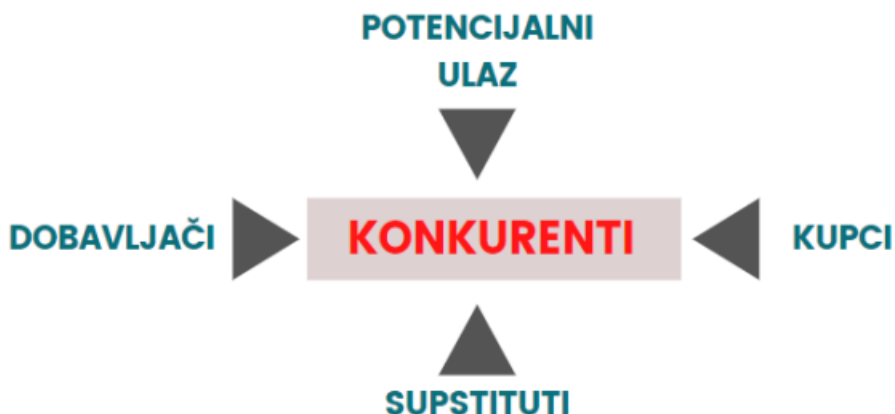 POTENCIJALNI
ULAZ
DOBAVLJAČI
KONKURENTI
KUPCI
SUPSTITUTI